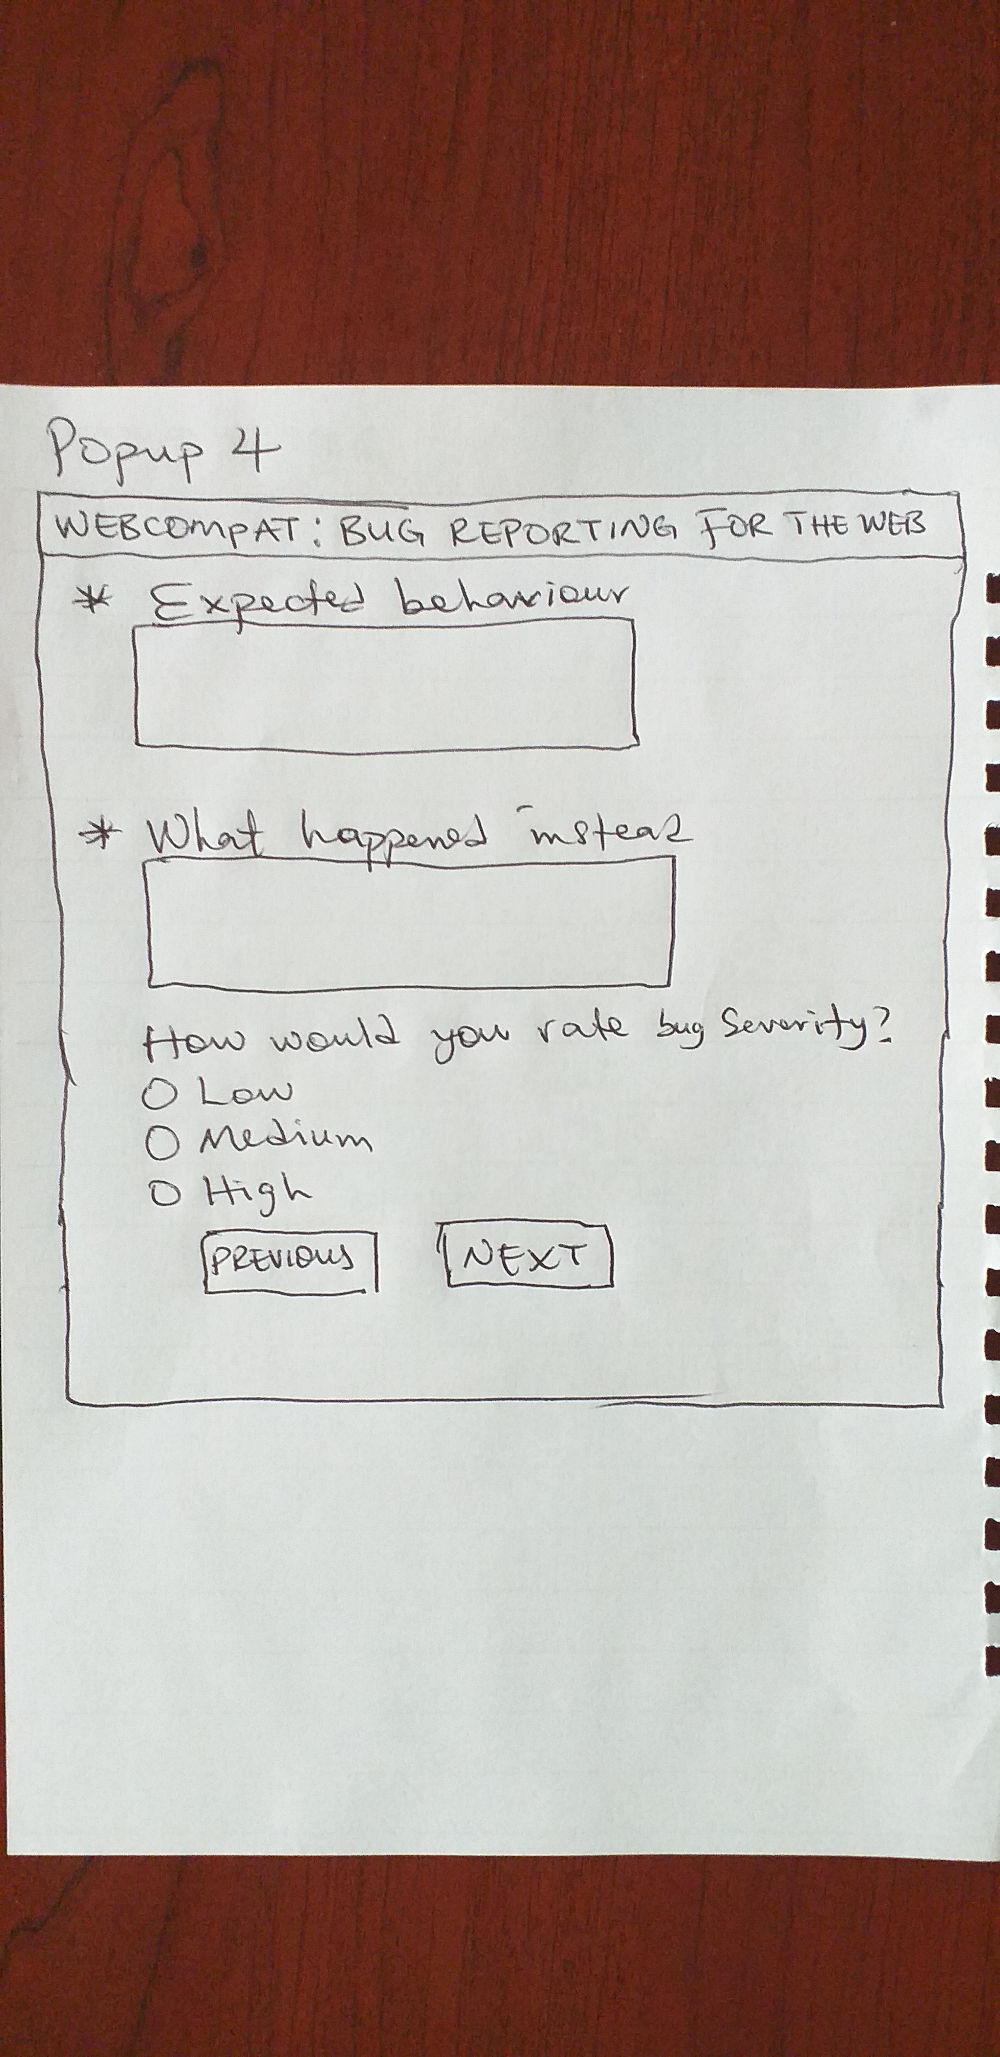 Popup 4
WEBCOMPAT: BUG REPORTING FOR THE WEB
* Expected behaviour
* What happened instead
How would you rate bug Severity?
O Low
O Medium
O High
PREVIOUS NEXT